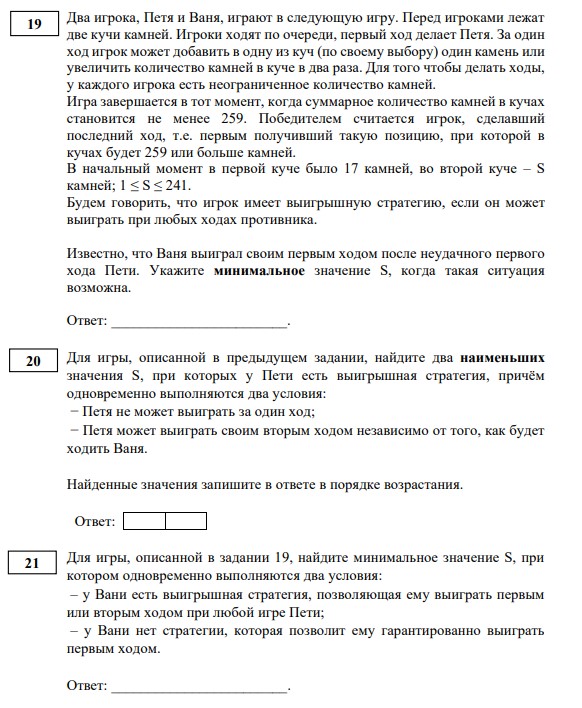 19
Два игрока, Петя и Ваня, играют в следующую игру. Перед игроками лежат
две кучи камней. Игроки ходят по очереди, первый ход делает Петя. За один
ход игрок может добавить в одну из куч (по своему выбору) один камень или
увеличить количество камней в куче в два раза. Для того чтобы делать ходы,
у каждого игрока есть неограниченное количество камней.
Игра завершается в тот момент, когда суммарное количество камней в кучах
становится не менее 259. Победителем считается игрок, сделавший
последний ход, т.е. первым получивший такую позицию, при которой в
кучах будет 259 или больше камней.
В начальный момент в первой куче было 17 камней, во второй куче – S
камней; 1 ≤ S ≤ 241.
Будем говорить, что игрок имеет выигрышную стратегию, если он может
выиграть при любых ходах противника.
Известно, что Ваня выиграл своим первым ходом после неудачного первого
хода Пети. Укажите минимальное значение S, когда такая ситуация
возможна.
Ответ: ________________________.
20
Для игры, описанной в предыдущем задании, найдите два наименьших
значения S, при которых у Пети есть выигрышная стратегия, причём
одновременно выполняются два условия:
− Петя не может выиграть за один ход;
− Петя может выиграть своим вторым ходом независимо от того, как будет
ходить Ваня.
Найденные значения запишите в ответе в порядке возрастания.
Ответ:
21
Для игры, описанной в задании 19, найдите минимальное значение S, при
котором одновременно выполняются два условия:
– у Вани есть выигрышная стратегия, позволяющая ему выиграть первым
или вторым ходом при любой игре Пети;
– у Вани нет стратегии, которая позволит ему гарантированно выиграть
первым ходом.
Ответ: ________________________.